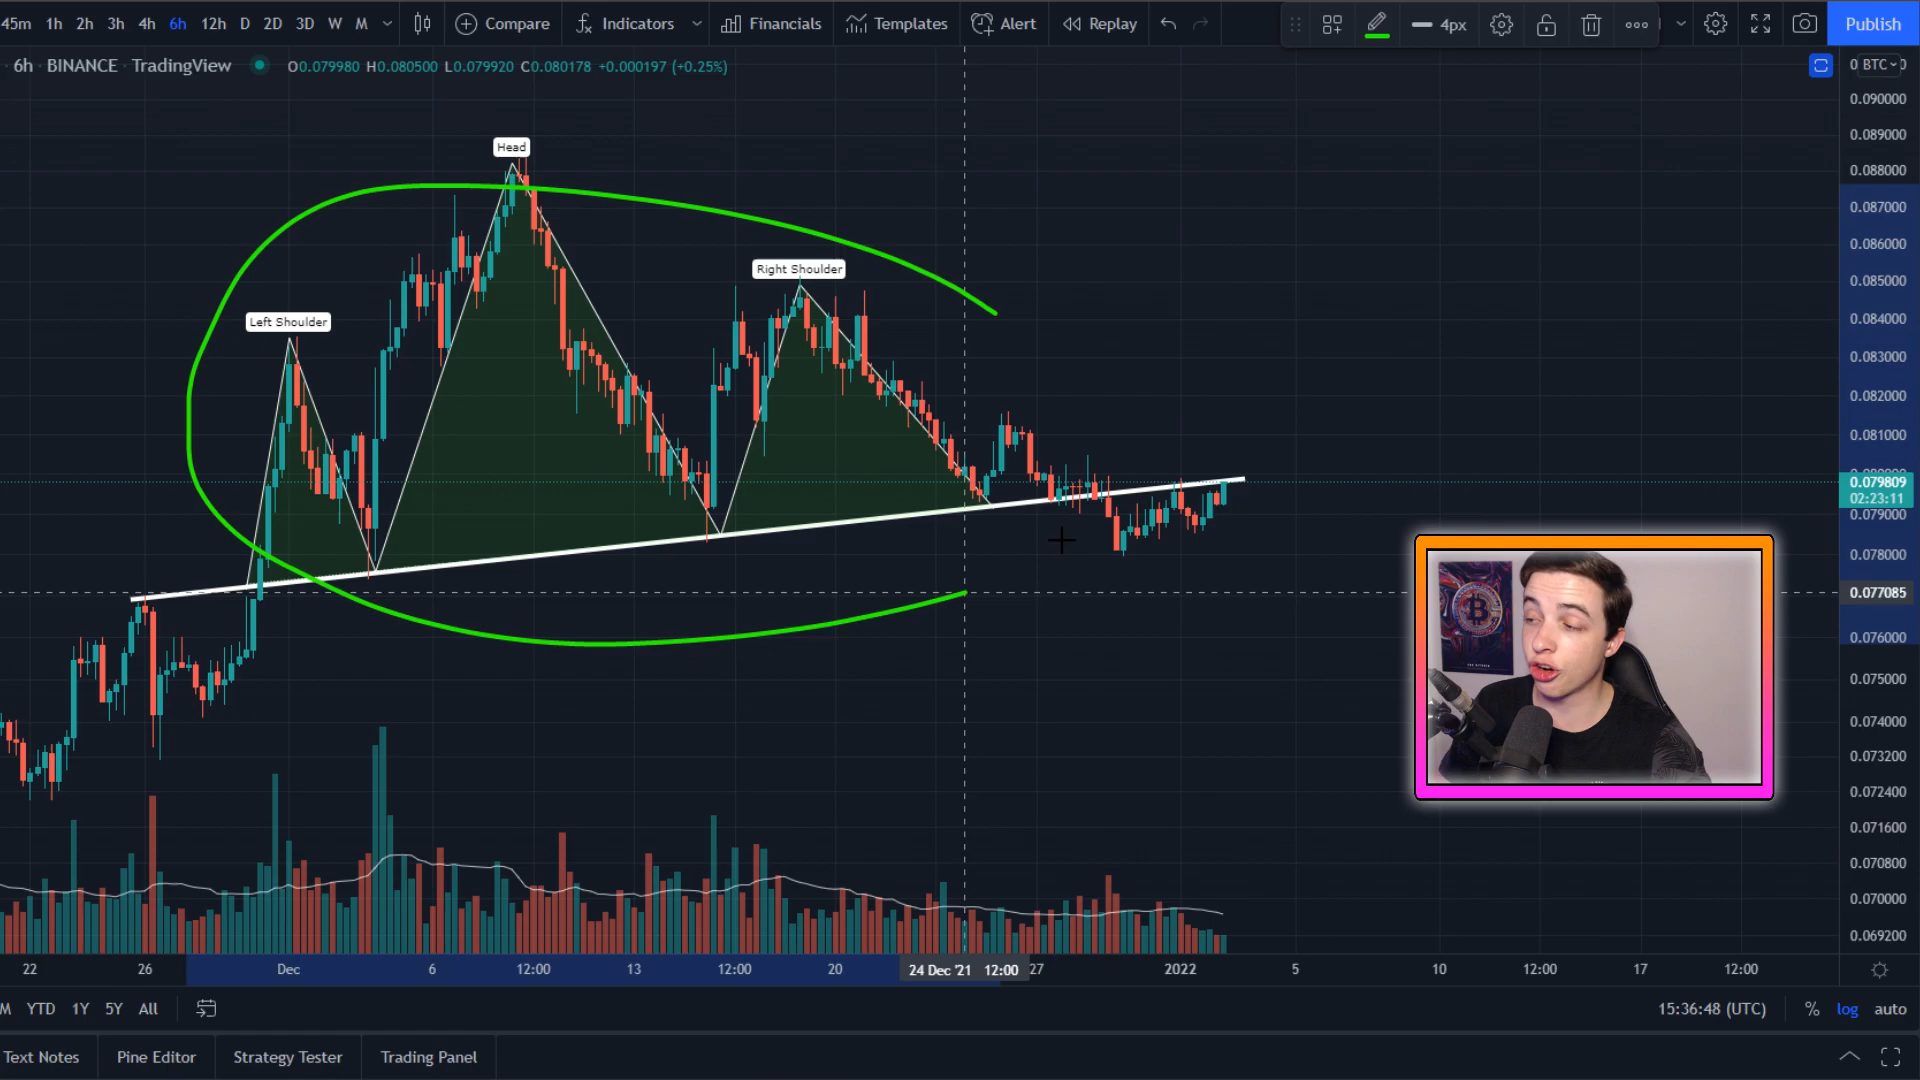 45m 1h 2h 3h 4h 6h 12h D 2D 3D W M Compare Indicators Financials Templates Alert Replay 4px Publish
6h BINANCE TradingView O0.079980 H0.080500 L0.079920 C0.080178 +0.000197 (+0.25%)
BTC
0.090000
0.089000
Head
0.088000
0.087000
0.086000
Right Shoulder
0.085000
Left Shoulder
0.084000
0.083000
0.082000
0.081000
0.079809
02:23:11
0.079000
0.078000
0.077085
0.076000
0.075000
0.074000
0.073200
0.072400
0.071600
0.070800
0.070000
0.069200
22 26 Dec 6 12:00 13 12:00 20 24 Dec '21 12:00 27 2022 5 10 12:00 17 12:00
M YTD 1Y 5Y All 15:36:48 (UTC) % log auto
Text Notes Pine Editor Strategy Tester Trading Panel